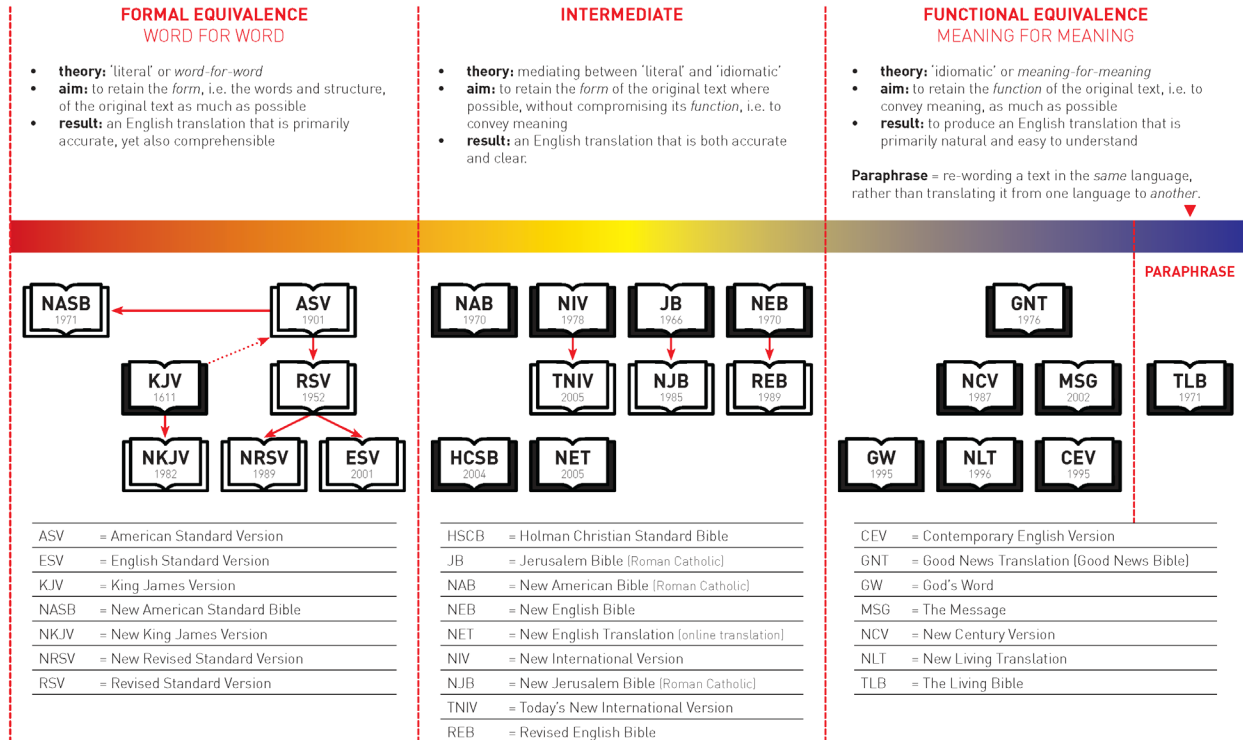 FORMAL EQUIVALENCE
WORD FOR WORD
• theory: 'literal' or word-for-word
• aim: to retain the form, i.e. the words and structure,
of the original text as much as possible
• result: an English translation that is primarily
accurate, yet also comprehensible
INTERMEDIATE
• theory: mediating between 'literal' and 'idiomatic'
• aim: to retain the form of the original text where
possible, without compromising its function, i.e. to
convey meaning
• result: an English translation that is both accurate
and clear.
FUNCTIONAL EQUIVALENCE
MEANING FOR MEANING
• theory: 'idiomatic' or meaning-for-meaning
• aim: to retain the function of the original text, i.e. to
convey meaning, as much as possible
• result: to produce an English translation that is
primarily natural and easy to understand
Paraphrase = re-wording a text in the same language,
rather than translating it from one language to another.
PARAPHRASE
NASB
1971
ASV
1901
KJV
1611
RSV
1952
NKJV
1982
NRSV
1989
ESV
2001
NAB
1970
NIV
1978
JB
1966
NEB
1970
TNIV
2005
NJB
1985
REB
1989
HCSB
2004
NET
2005
GNT
1976
NCV
1987
MSG
2002
TLB
1971
GW
1995
NLT
1996
CEV
1995
ASV = American Standard Version
ESV = English Standard Version
KJV = King James Version
NASB = New American Standard Bible
NKJV = New King James Version
NRSV = New Revised Standard Version
RSV = Revised Standard Version
HSCB = Holman Christian Standard Bible
JB = Jerusalem Bible (Roman Catholic)
NAB = New American Bible (Roman Catholic)
NEB = New English Bible
NET = New English Translation (online translation)
NIV = New International Version
NJB = New Jerusalem Bible (Roman Catholic)
TNIV = Today's New International Version
REB = Revised English Bible
CEV = Contemporary English Version
GNT = Good News Translation (Good News Bible)
GW = God's Word
MSG = The Message
NCV = New Century Version
NLT = New Living Translation
TLB = The Living Bible